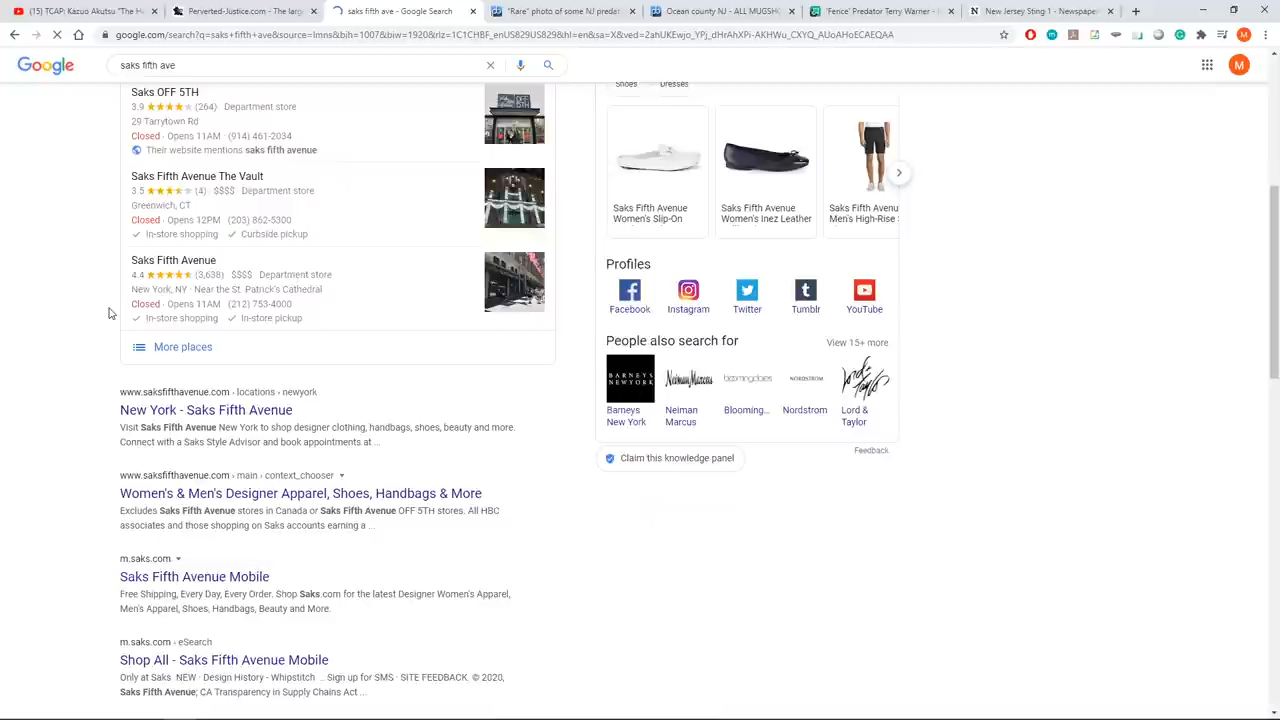 (15) TCAP: Kazuo Akutsu "The H
Perverted-Justice.com - The larg
saks fifth ave - Google Search
"Rare" photo of some NJ predat
Ocean county NJ - ALL MUGSH
'Fence' Predator Terry Warner - I
New Jersey Sting-1 - Newspape
google.com/search?q=saks+fifth+ave&source=lmns&bih=1007&biw=1920&rlz=1C1CHBF_enUS829US829&hl=en&sa=X&ved=2ahUKEwjo_YPj_dHrAhXPi-AKHWu_CXYQ_AUoAHoECAEQAA
M
Google
saks fifth ave
M
Saks OFF 5TH
3.9 (264) Department store
29 Tarrytown Rd
Closed · Opens 11AM · (914) 461-2034
Their website mentions saks fifth avenue
Saks Fifth Avenue The Vault
3.5 (4) · $$$$ · Department store
Greenwich, CT
Closed · Opens 12PM · (203) 862-5300
In-store shopping Curbside pickup
Saks Fifth Avenue
4.4 (3,638) · $$$$ · Department store
New York, NY · Near the St. Patrick's Cathedral
Closed · Opens 11AM · (212) 753-4000
In-store shopping In-store pickup
More places
www.saksfifthavenue.com › locations › newyork
New York - Saks Fifth Avenue
Visit Saks Fifth Avenue New York to shop designer clothing, handbags, shoes, beauty and more.
Connect with a Saks Style Advisor and book appointments at ...
www.saksfifthavenue.com › main › context_chooser
Women's & Men's Designer Apparel, Shoes, Handbags & More
Excludes Saks Fifth Avenue stores in Canada or Saks Fifth Avenue OFF 5TH stores. All HBC
associates and those shopping on Saks accounts earning a ...
m.saks.com
Saks Fifth Avenue Mobile
Free Shipping, Every Day, Every Order. Shop Saks.com for the latest Designer Women's Apparel,
Men's Apparel, Shoes, Handbags, Beauty and More.
m.saks.com › eSearch
Shop All - Saks Fifth Avenue Mobile
Only at Saks · NEW · Design History - Whipstitch ... Sign up for SMS · SITE FEEDBACK. © 2020,
Saks Fifth Avenue; CA Transparency in Supply Chains Act ...
Shoes
Dresses
Saks Fifth Avenue
Women's Slip-On
Saks Fifth Avenue
Women's Inez Leather
Saks Fifth Avenu
Men's High-Rise S
Profiles
Facebook
Instagram
Twitter
Tumblr
YouTube
People also search for
View 15+ more
BARNEYS
NEWYORK
Neiman Marcus
bloomingdales
NORDSTROM
Lord &
Taylor
Barneys
New York
Neiman
Marcus
Blooming...
Nordstrom
Lord &
Taylor
Feedback
Claim this knowledge panel